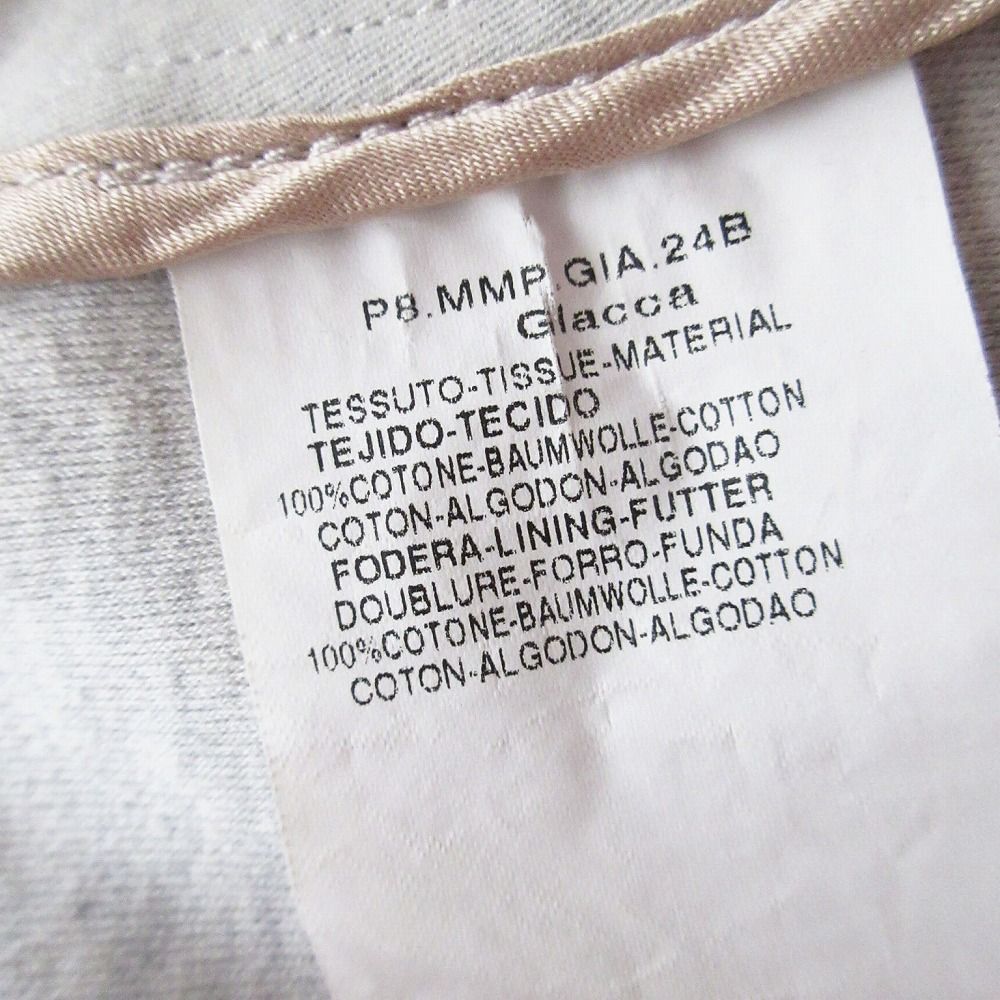 P8.MMP.GIA.24B
Giacca
TESSUTO-TISSUE-MATERIAL
TEJIDO-TECIDO
100%COTONE-BAUMWOLLE-COTTON
COTON-ALGODON-ALGODAO
FODERA-LINING-FUTTER
DOUBLURE-FORRO-FUNDA
100%COTONE-BAUMWOLLE-COTTON
COTON-ALGODON-ALGODAO